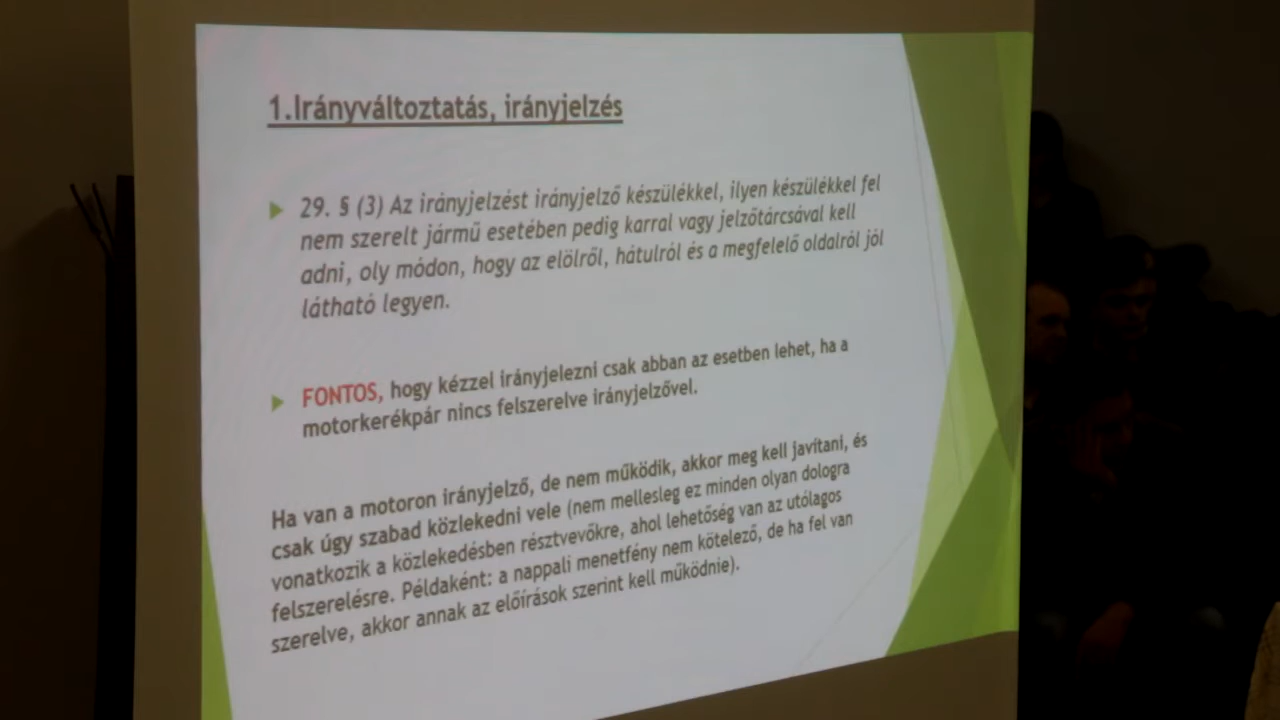 1.Irányváltoztatás, irányjelzés
29. § (3) Az irányjelzést irányjelző készülékkel, ilyen készülékkel fel
nem szerelt jármű esetében pedig karral vagy jelzőtárcsával kell
adni, oly módon, hogy az elölről, hátulról és a megfelelő oldalról jól
látható legyen.
FONTOS, hogy kézzel irányjelezni csak abban az esetben lehet, ha a
motorkerékpár nincs felszerelve irányjelzővel.
Ha van a motoron irányjelző, de nem működik, akkor meg kell javítani, és
csak úgy szabad közlekedni vele (nem mellesleg ez minden olyan dologra
vonatkozik a közlekedésben résztvevőkre, ahol lehetőség van az utólagos
felszerelésre. Példaként: a nappali menetfény nem kötelező, de ha fel van
szerelve, akkor annak az előírások szerint kell működnie).